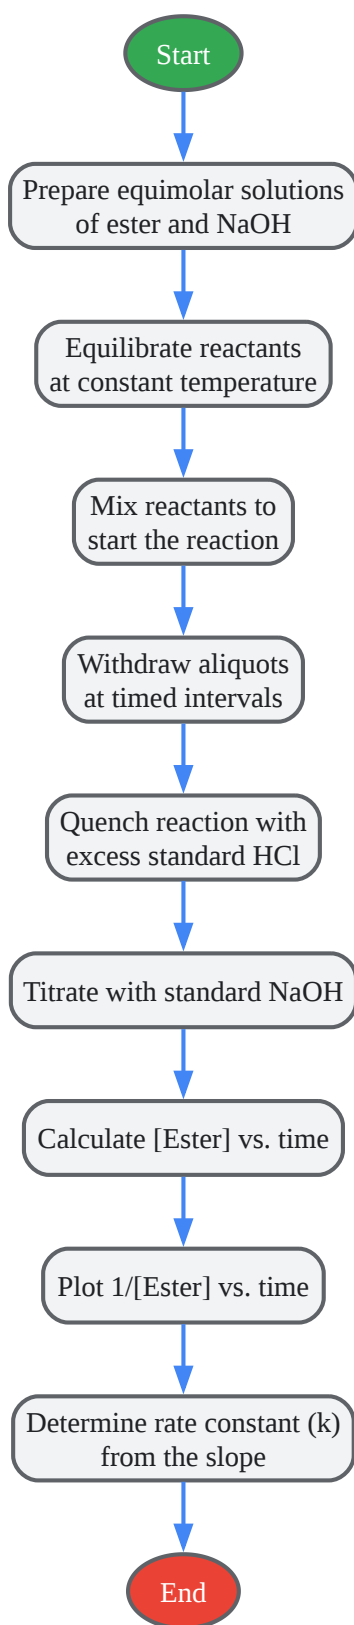 Start
Prepare equimolar solutions
of ester and NaOH
Equilibrate reactants
at constant temperature
Mix reactants to
start the reaction
Withdraw aliquots
at timed intervals
Quench reaction with
excess standard HCl
Titrate with standard NaOH
Calculate [Ester] vs. time
Plot 1/[Ester] vs. time
Determine rate constant (k)
from the slope
End